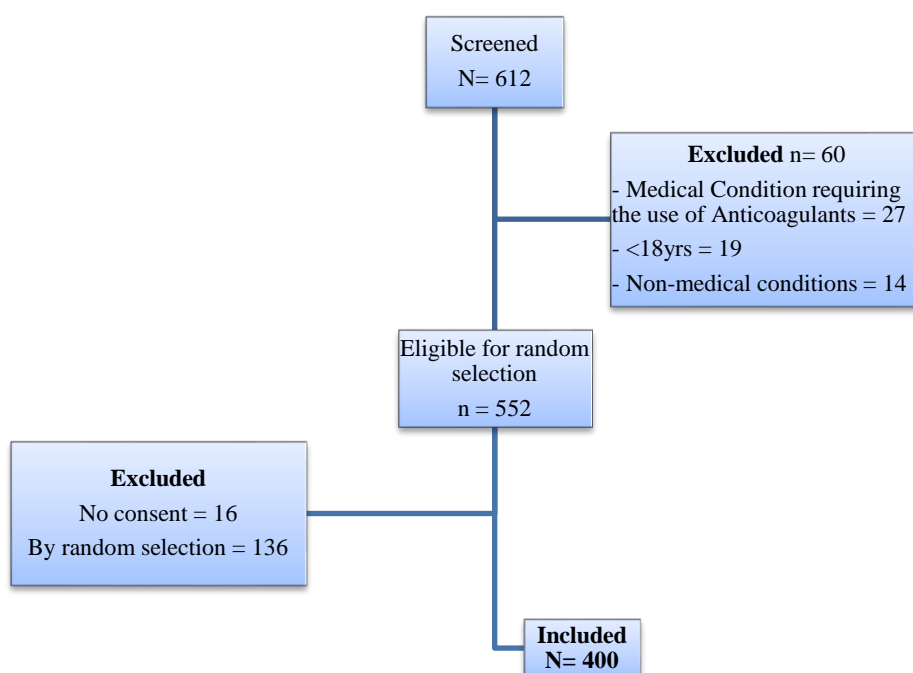 Screened
N= 612
Excluded n= 60
- Medical Condition requiring
the use of Anticoagulants = 27
- <18yrs = 19
- Non-medical conditions = 14
Eligible for random
selection
n = 552
Excluded
No consent = 16
By random selection = 136
Included
N= 400